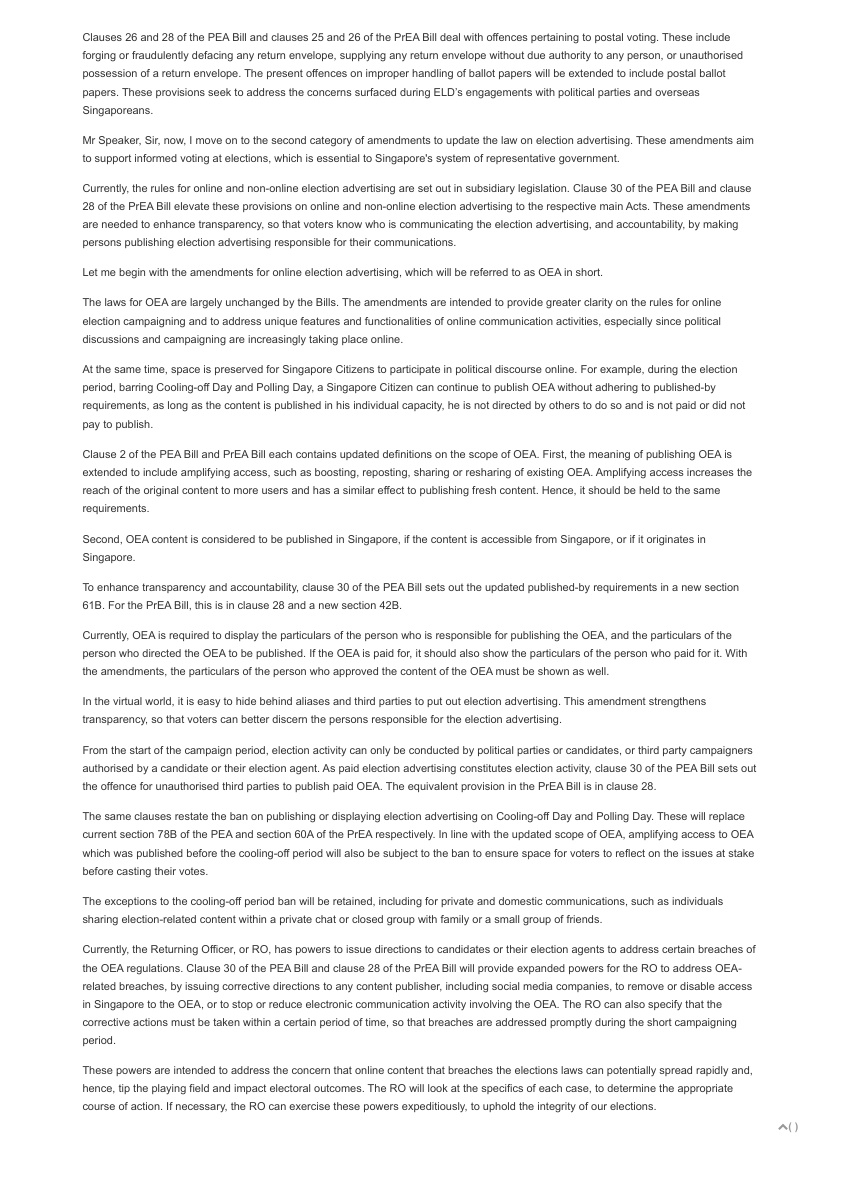 Clauses 26 and 28 of the PEA Bill and clauses 25 and 26 of the PrEA Bill deal with offences pertaining to postal voting. These include
forging or fraudulently defacing any return envelope, supplying any return envelope without due authority to any person, or unauthorised
possession of a return envelope. The present offences on improper handling of ballot papers will be extended to include postal ballot
papers. These provisions seek to address the concerns surfaced during ELD's engagements with political parties and overseas
Singaporeans.
Mr Speaker, Sir, now, I move on to the second category of amendments to update the law on election advertising. These amendments aim
to support informed voting at elections, which is essential to Singapore's system of representative government.
Currently, the rules for online and non-online election advertising are set out in subsidiary legislation. Clause 30 of the PEA Bill and clause
28 of the PrEA Bill elevate these provisions on online and non-online election advertising to the respective main Acts. These amendments
are needed to enhance transparency, so that voters know who is communicating the election advertising, and accountability, by making
persons publishing election advertising responsible for their communications.
Let me begin with the amendments for online election advertising, which will be referred to as OEA in short.
The laws for OEA are largely unchanged by the Bills. The amendments are intended to provide greater clarity on the rules for online
election campaigning and to address unique features and functionalities of online communication activities, especially since political
discussions and campaigning are increasingly taking place online.
At the same time, space is preserved for Singapore Citizens to participate in political discourse online. For example, during the election
period, barring Cooling-off Day and Polling Day, a Singapore Citizen can continue to publish OEA without adhering to published-by
requirements, as long as the content is published in his individual capacity, he is not directed by others to do so and is not paid or did not
pay to publish.
Clause 2 of the PEA Bill and PrEA Bill each contains updated definitions on the scope of OEA. First, the meaning of publishing OEA is
extended to include amplifying access, such as boosting, reposting, sharing or resharing of existing OEA. Amplifying access increases the
reach of the original content to more users and has a similar effect to publishing fresh content. Hence, it should be held to the same
requirements.
Second, OEA content is considered to be published in Singapore, if the content is accessible from Singapore, or if it originates in
Singapore.
To enhance transparency and accountability, clause 30 of the PEA Bill sets out the updated published-by requirements in a new section
61B. For the PrEA Bill, this is in clause 28 and a new section 42B.
Currently, OEA is required to display the particulars of the person who is responsible for publishing the OEA, and the particulars of the
person who directed the OEA to be published. If the OEA is paid for, it should also show the particulars of the person who paid for it. With
the amendments, the particulars of the person who approved the content of the OEA must be shown as well.
In the virtual world, it is easy to hide behind aliases and third parties to put out election advertising. This amendment strengthens
transparency, so that voters can better discern the persons responsible for the election advertising.
From the start of the campaign period, election activity can only be conducted by political parties or candidates, or third party campaigners
authorised by a candidate or their election agent. As paid election advertising constitutes election activity, clause 30 of the PEA Bill sets out
the offence for unauthorised third parties to publish paid OEA. The equivalent provision in the PrEA Bill is in clause 28.
The same clauses restate the ban on publishing or displaying election advertising on Cooling-off Day and Polling Day. These will replace
current section 78B of the PEA and section 60A of the PrEA respectively. In line with the updated scope of OEA, amplifying access to OEA
which was published before the cooling-off period will also be subject to the ban to ensure space for voters to reflect on the issues at stake
before casting their votes.
The exceptions to the cooling-off period ban will be retained, including for private and domestic communications, such as individuals
sharing election-related content within a private chat or closed group with family or a small group of friends.
Currently, the Returning Officer, or RO, has powers to issue directions to candidates or their election agents to address certain breaches of
the OEA regulations. Clause 30 of the PEA Bill and clause 28 of the PrEA Bill will provide expanded powers for the RO to address OEA-
related breaches, by issuing corrective directions to any content publisher, including social media companies, to remove or disable access
in Singapore to the OEA, or to stop or reduce electronic communication activity involving the OEA. The RO can also specify that the
corrective actions must be taken within a certain period of time, so that breaches are addressed promptly during the short campaigning
period.
These powers are intended to address the concern that online content that breaches the elections laws can potentially spread rapidly and,
hence, tip the playing field and impact electoral outcomes. The RO will look at the specifics of each case, to determine the appropriate
course of action. If necessary, the RO can exercise these powers expeditiously, to uphold the integrity of our elections.
( )